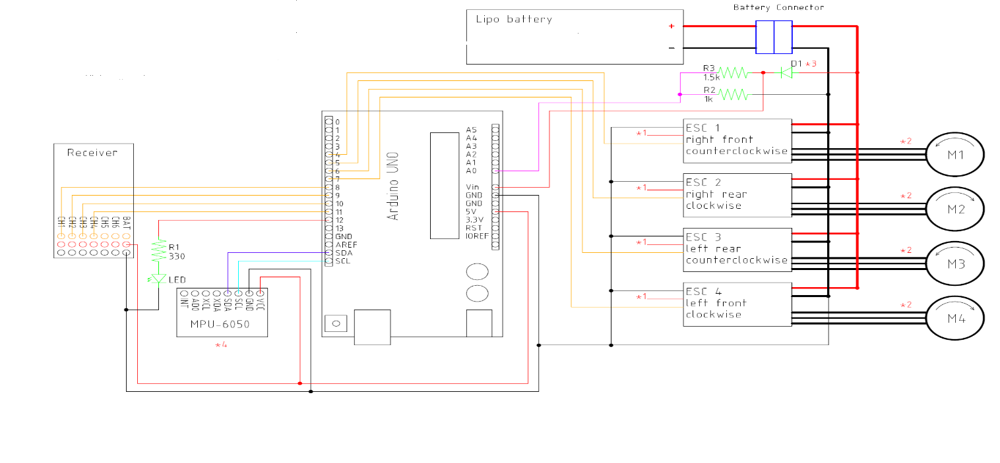 Battery Connector
Lipo battery
+
-
R3
1.5k
D1 *3
R2
1k
Receiver
CH1
CH2
CH3
CH4
CH5
CH6
BAT
R1
330
LED
INT
AD0
XCL
XDA
SDA
SCL
GND
VCC
MPU-6050
*4
0
1
2
3
4
5
6
7
8
9
10
11
12
13
GND
AREF
SDA
SCL
Arduino UNO
A5
A4
A3
A2
A1
A0
Vin
GND
GND
5V
3.3V
RST
IOREF
*1
ESC 1
right front
counterclockwise
*2
M1
*1
ESC 2
right rear
clockwise
*2
M2
*1
ESC 3
left rear
counterclockwise
*2
M3
*1
ESC 4
left front
clockwise
*2
M4